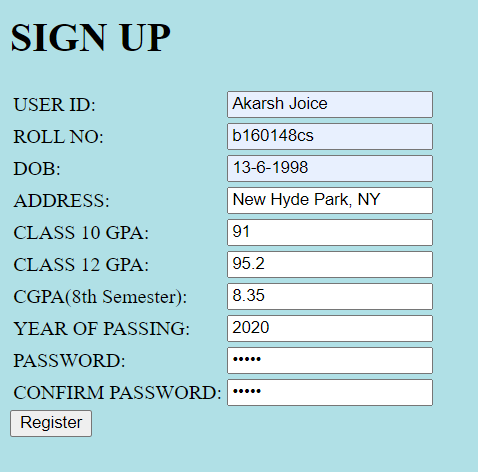 SIGN UP
USER ID: Akarsh Joice
ROLL NO: b160148cs
DOB: 13-6-1998
ADDRESS: New Hyde Park, NY
CLASS 10 GPA: 91
CLASS 12 GPA: 95.2
CGPA(8th Semester): 8.35
YEAR OF PASSING: 2020
PASSWORD: •••••
CONFIRM PASSWORD: •••••
Register